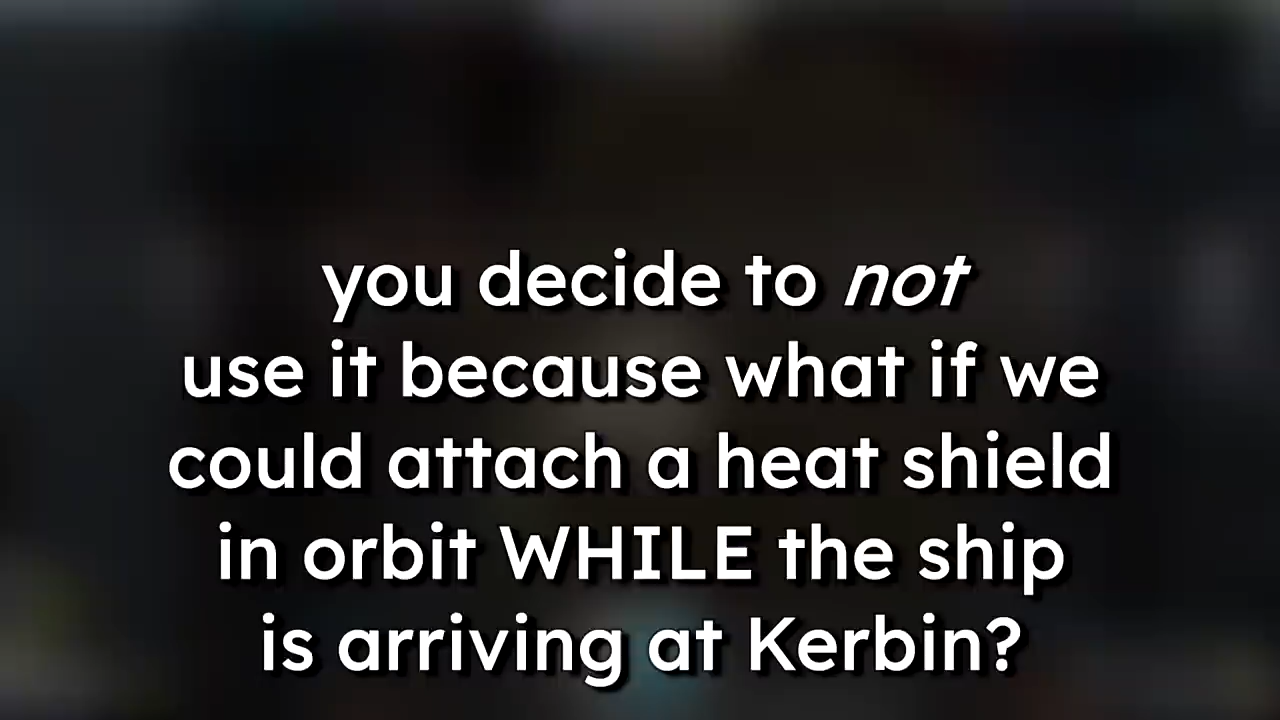 you decide to not
use it because what if we
could attach a heat shield
in orbit WHILE the ship
is arriving at Kerbin?